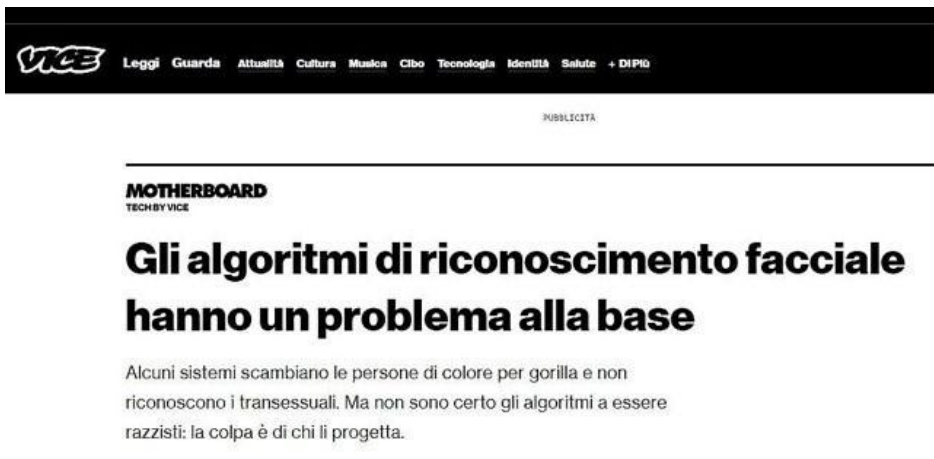 VICE Leggi Guarda Attualità Cultura Musica Cibo Tecnologia Identità Salute + DI PIÙ
PUBBLICITÀ
MOTHERBOARD
TECH BY VICE
Gli algoritmi di riconoscimento facciale
hanno un problema alla base
Alcuni sistemi scambiano le persone di colore per gorilla e non
riconoscono i transessuali. Ma non sono certo gli algoritmi a essere
razzisti: la colpa è di chi li progetta.